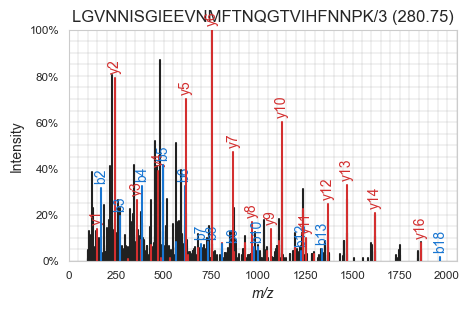 LGVNNISGIEEVNMFTNQGTVIHFNNPK/3 (280.75)
100%
80%
60%
40%
20%
0%
Intensity
0
250
500
750
1000
1250
1500
1750
2000
m/z
y1
b2
y2
b3
y3
b4
y4
b5
b6
y5
b7
b8
y6
b9
y7
y8
b10
y9
y10
b12
y11
b13
y12
y13
y14
y16
b18